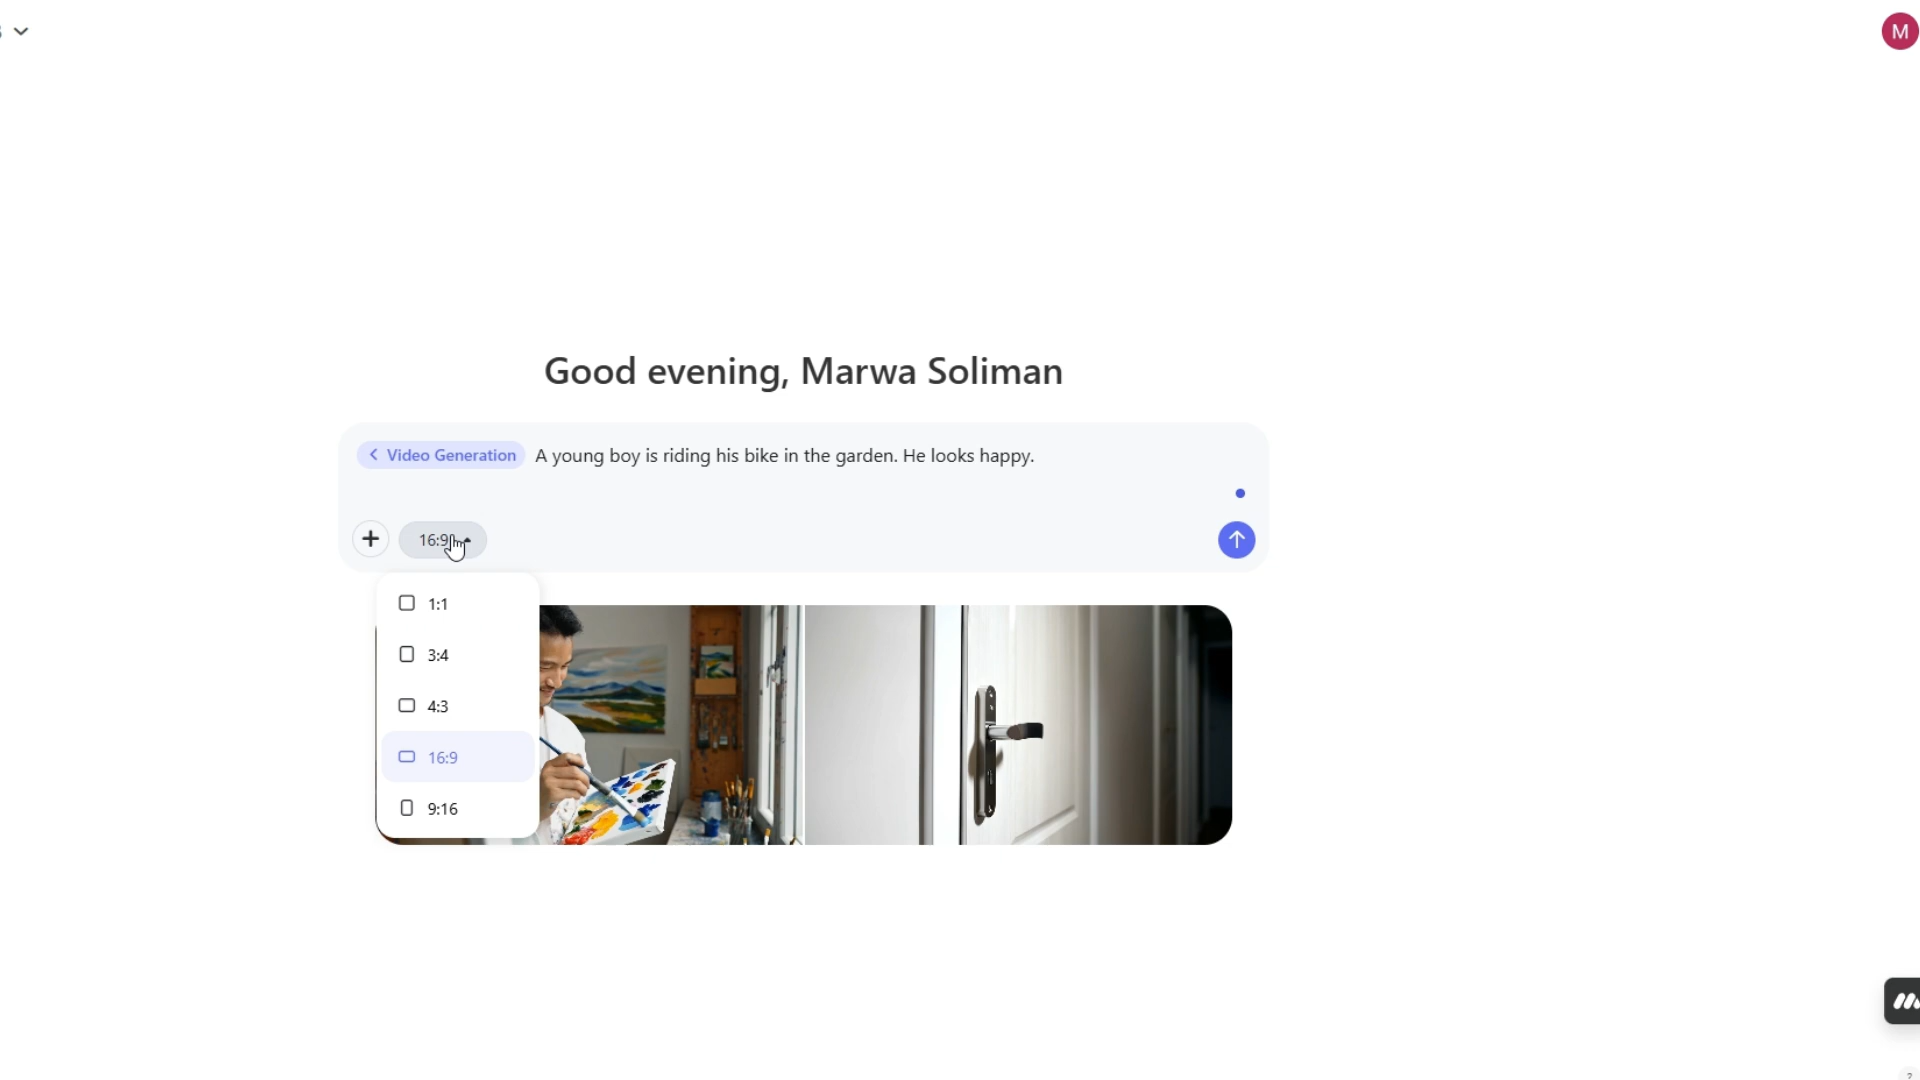 M
Good evening, Marwa Soliman
Video Generation A young boy is riding his bike in the garden. He looks happy.
16:9
1:1
3:4
4:3
16:9
9:16
?